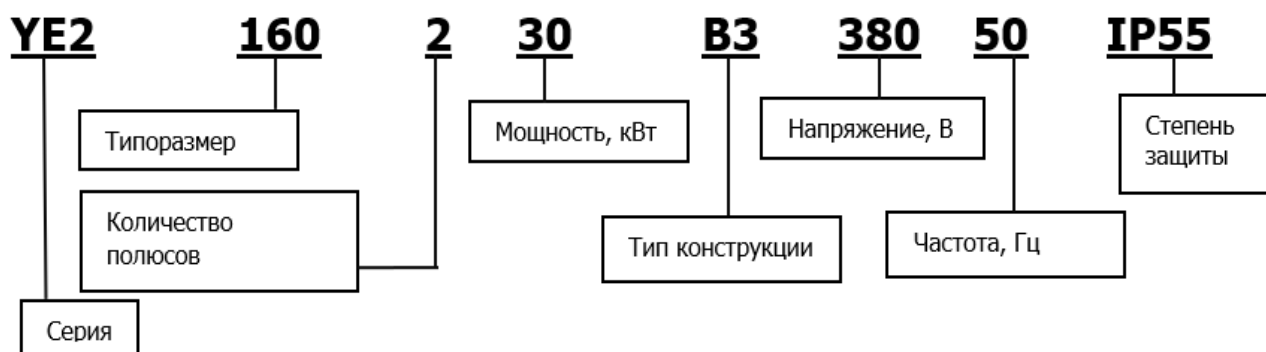 YE2 160 2 30 B3 380 50 IP55
Типоразмер
Мощность, кВт
Напряжение, В
Степень
защиты
Количество
полюсов
Тип конструкции
Частота, Гц
Серия